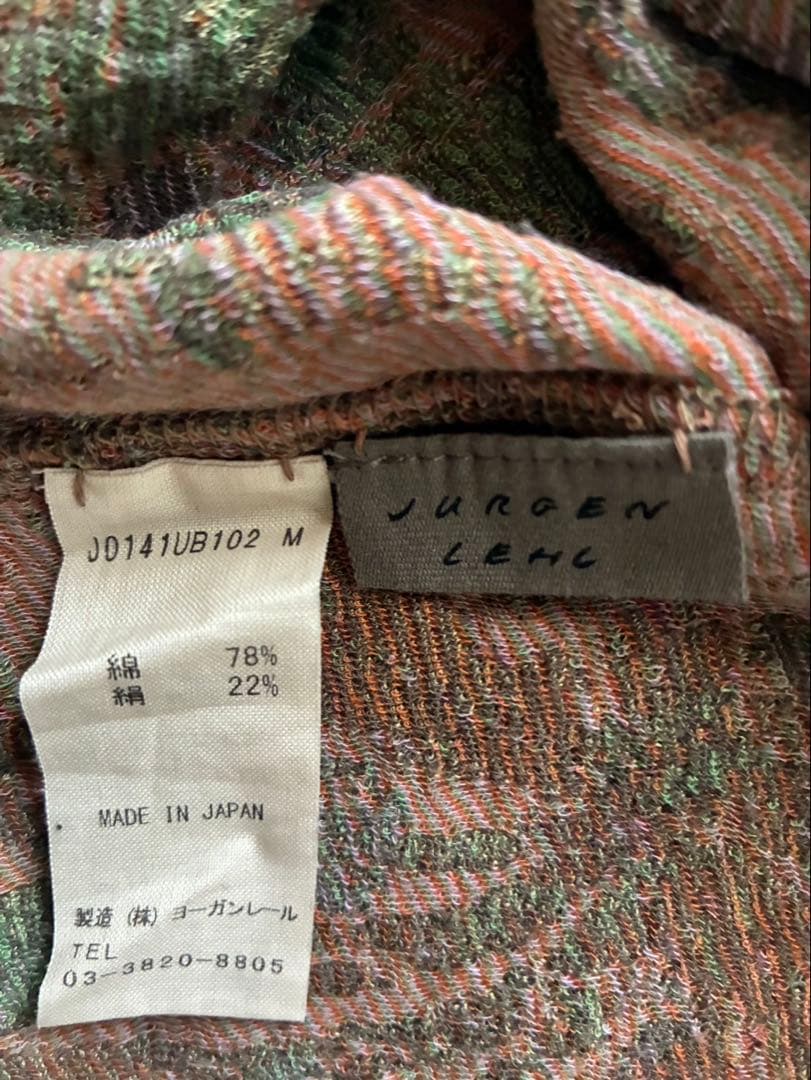 JO141UB102 M
綿 78%
絹 22%
MADE IN JAPAN
製造 (株) ヨーガンレール
TEL
03-3820-8805
JURGEN
LEHL